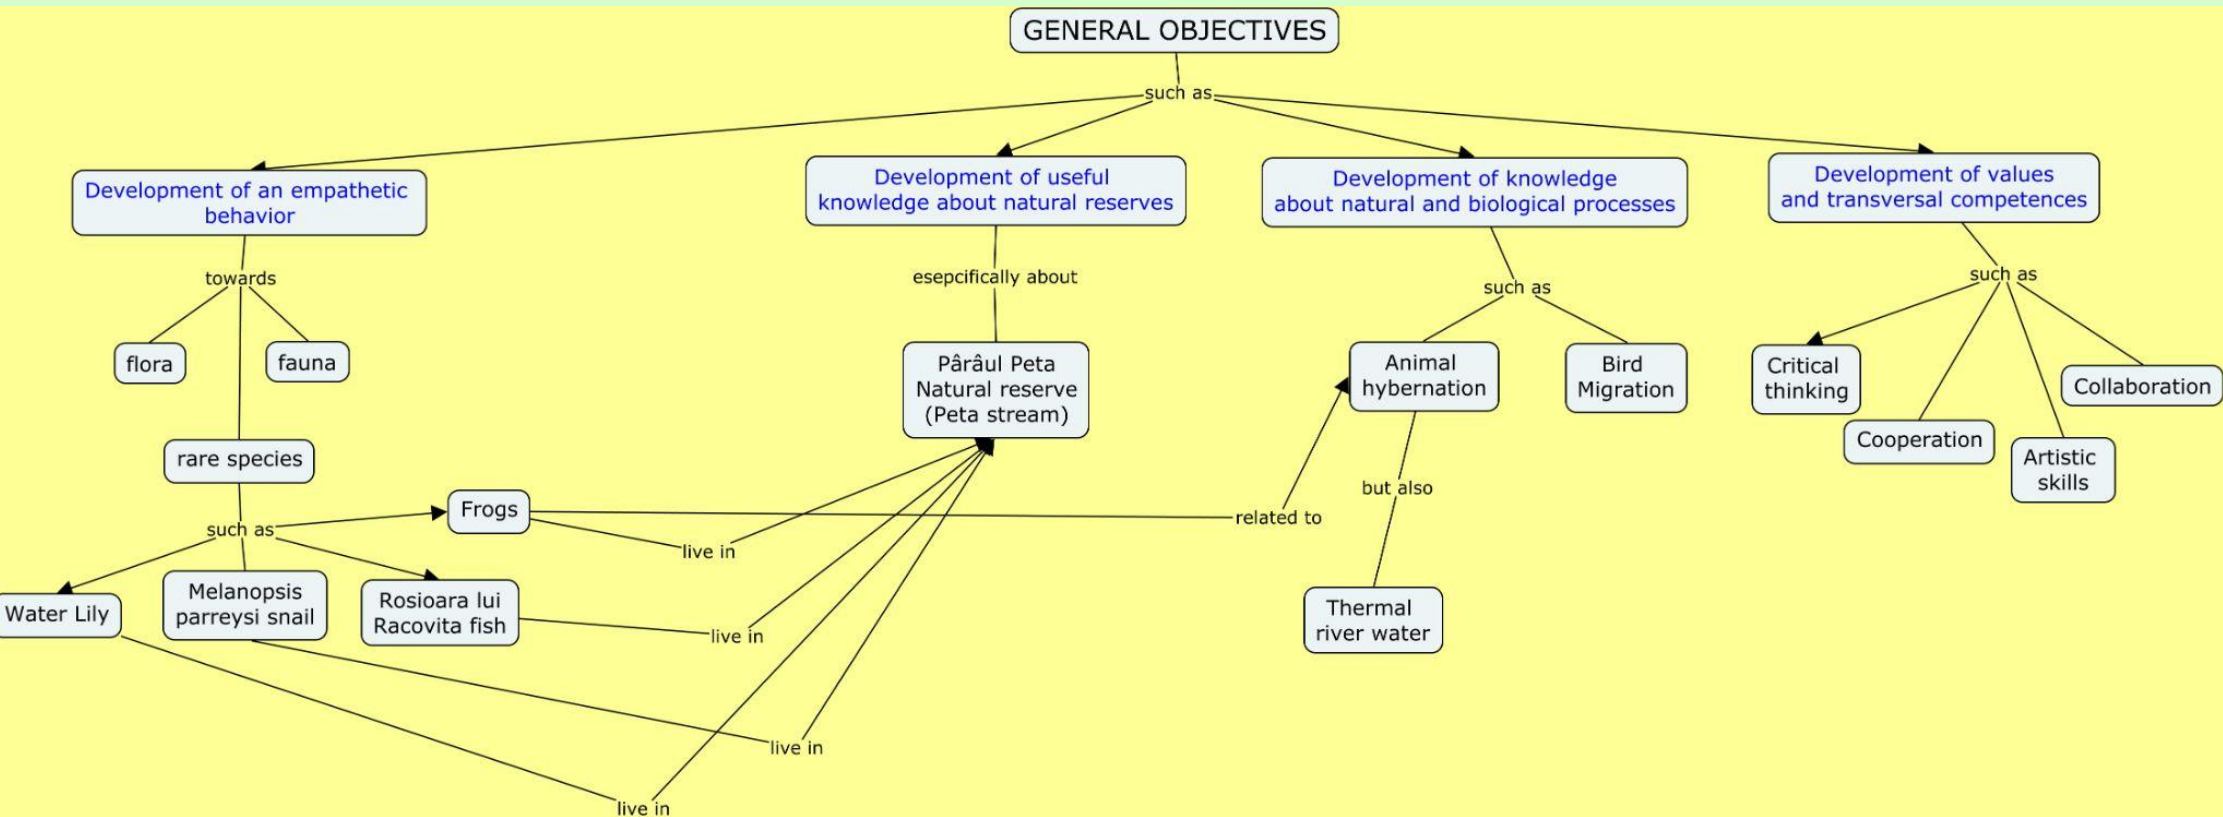 GENERAL OBJECTIVES
such as
Development of an empathetic
behavior
Development of useful
knowledge about natural reserves
Development of knowledge
about natural and biological processes
Development of values
and transversal competences
towards
esepcifically about
such as
such as
flora
fauna
Pârâul Peta
Natural reserve
(Peta stream)
Animal
hybernation
Bird
Migration
Critical
thinking
Collaboration
Cooperation
Artistic
skills
rare species
but also
Frogs
related to
such as
live in
Water Lily
Melanopsis
parreysi snail
Rosioara lui
Racovita fish
Thermal
river water
live in
live in
live in